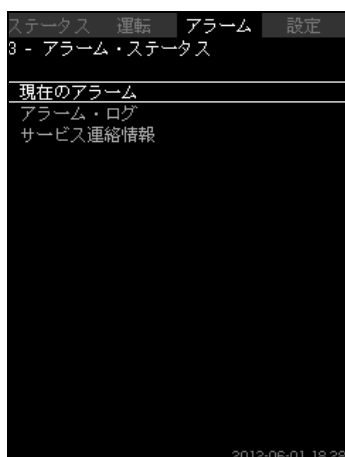 ステータス 運転 アラーム 設定
3 - アラーム・ステータス
現在のアラーム
アラーム・ログ
サービス連絡情報